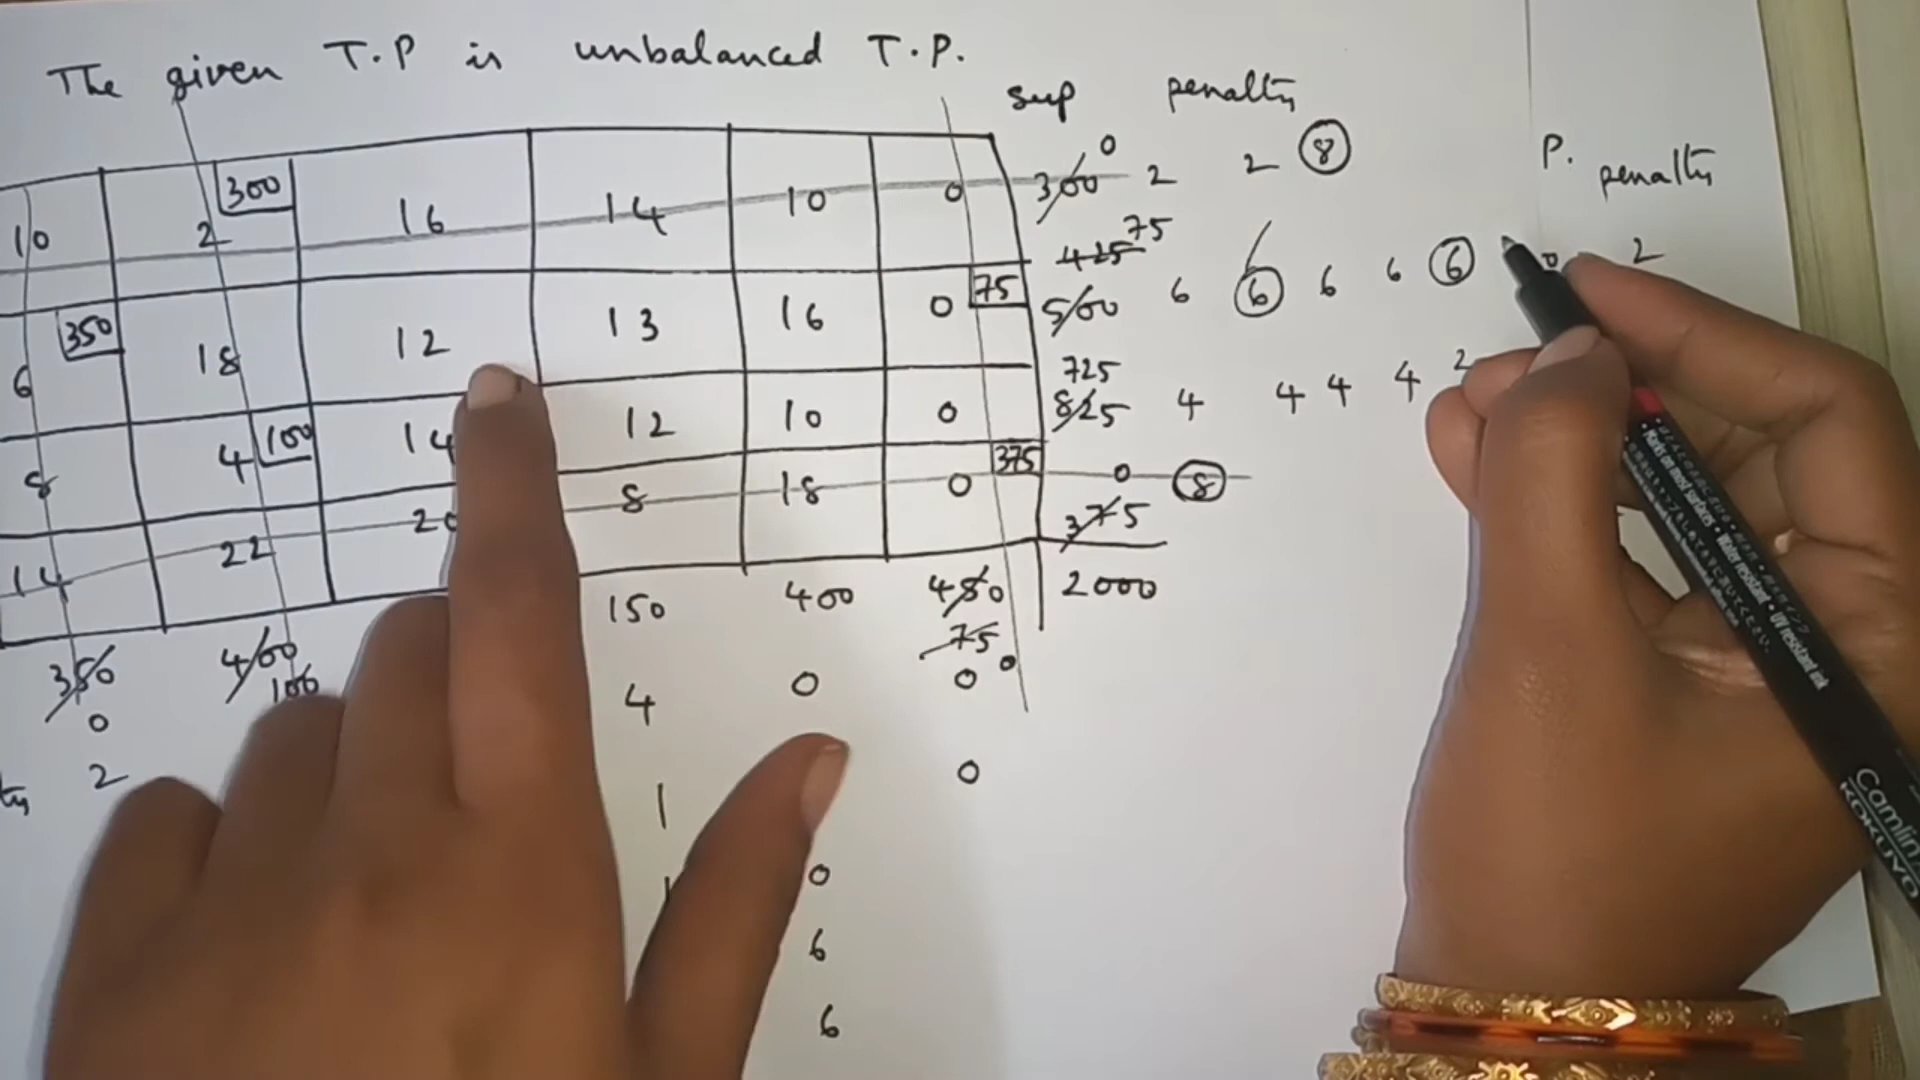 The given T.P is unbalanced T.P.
sup penalty
P. penalty
10 2 300 16 14 10 0 300 0 2 2 8
6 350 18 12 13 16 0 75 500 425 75 6 6 6 6 6 0 2
8 4 100 14 12 10 0 825 725 4 4 4 4 2
14 22 20 8 18 0 375 375 0 8
350 400 150 400 450 2000
0 100 75 0
4 0 0
2 1 0
0
6
6
Camlin
KOKUYO